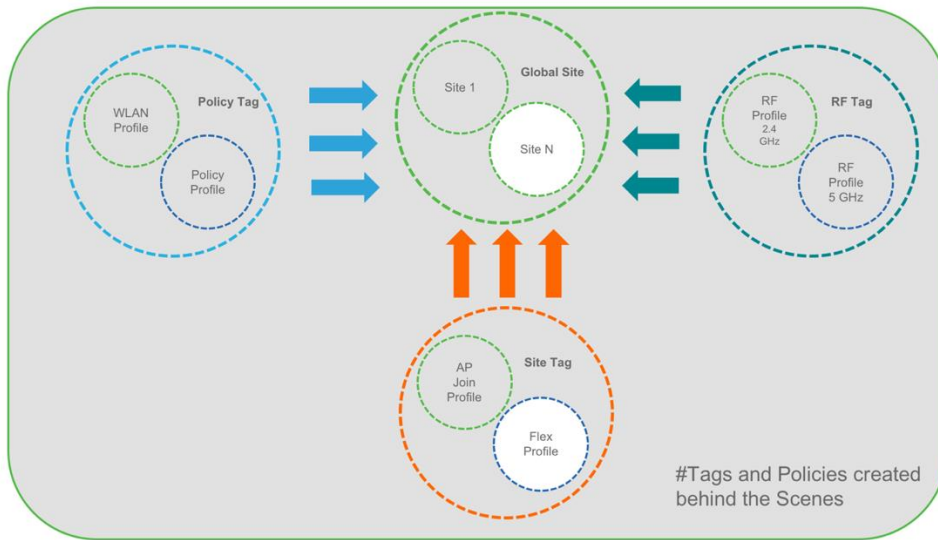 Policy Tag
WLAN
Profile
Policy
Profile
Global Site
Site 1
Site N
RF Tag
RF
Profile
2.4
GHz
RF
Profile
5 GHz
Site Tag
AP
Join
Profile
Flex
Profile
#Tags and Policies created
behind the Scenes